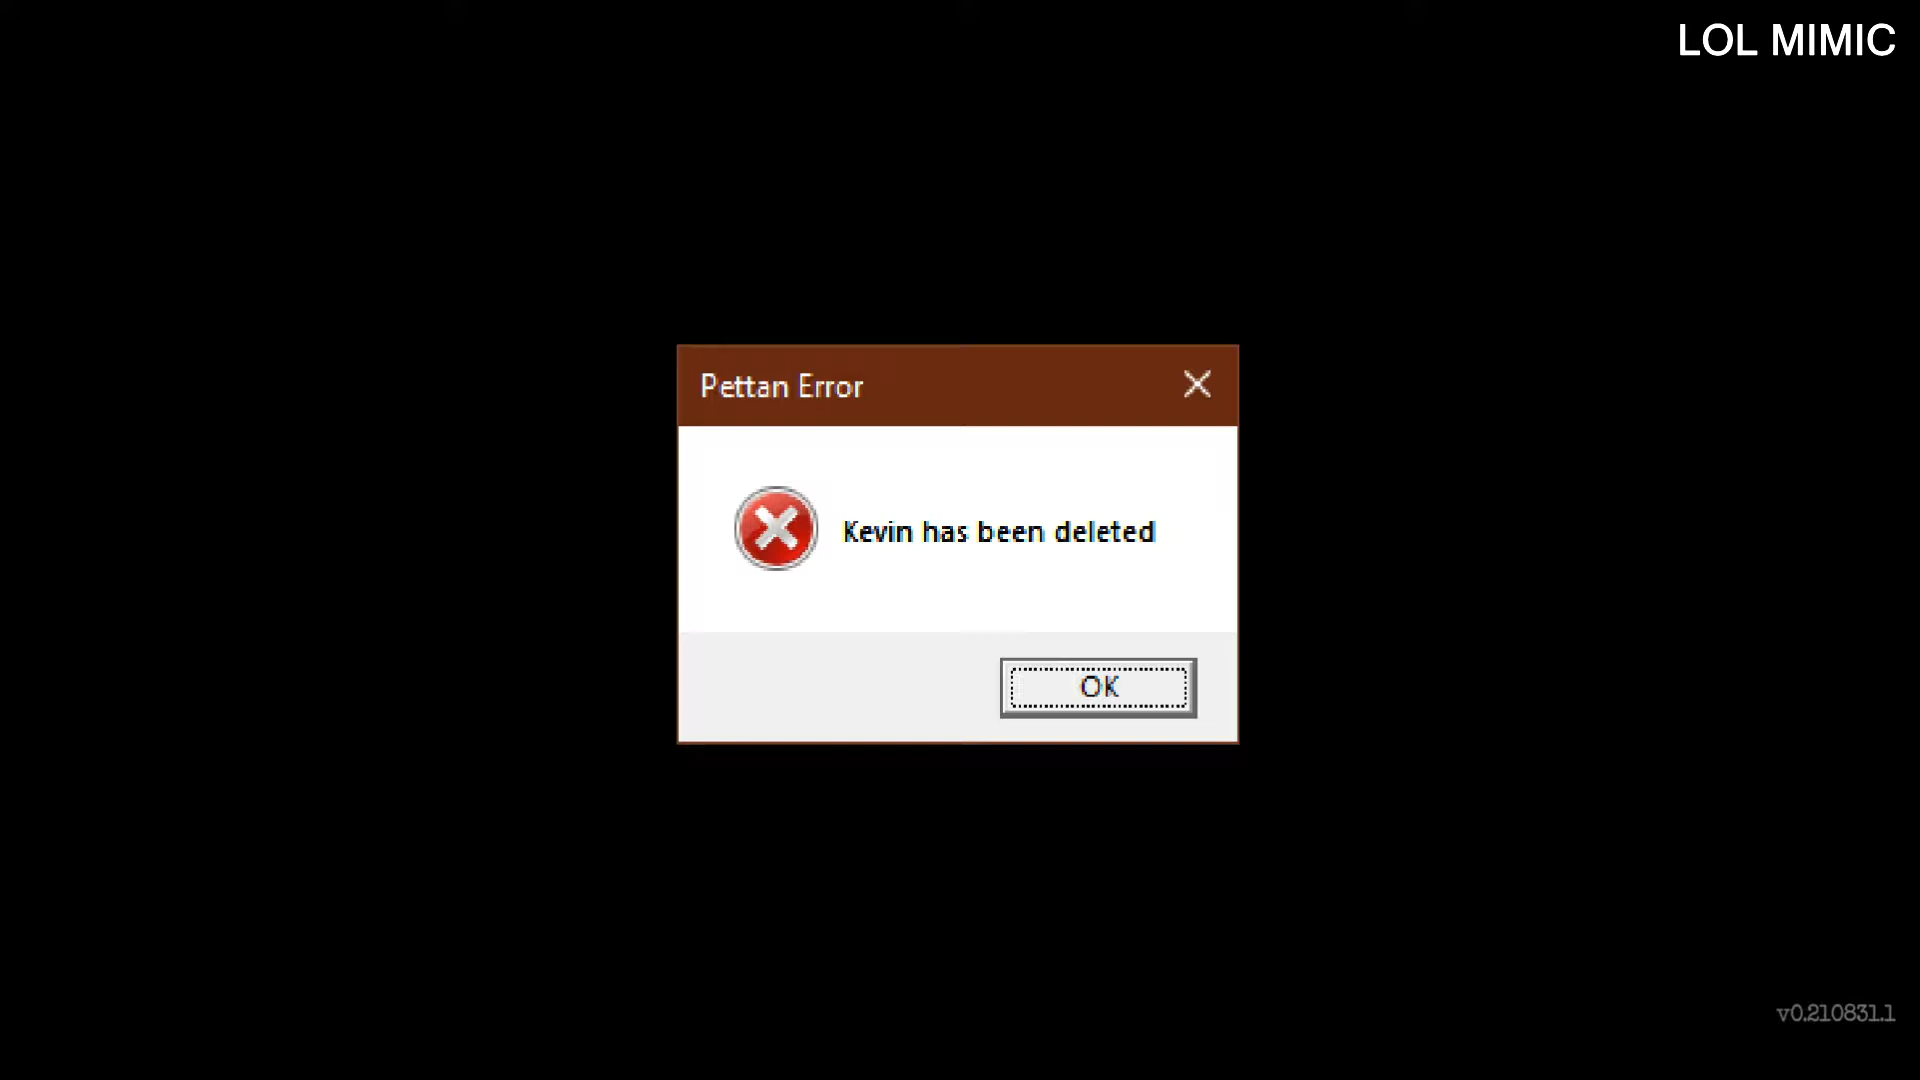 LOL MIMIC
Pettan Error
Kevin has been deleted
OK
v0.210831.1